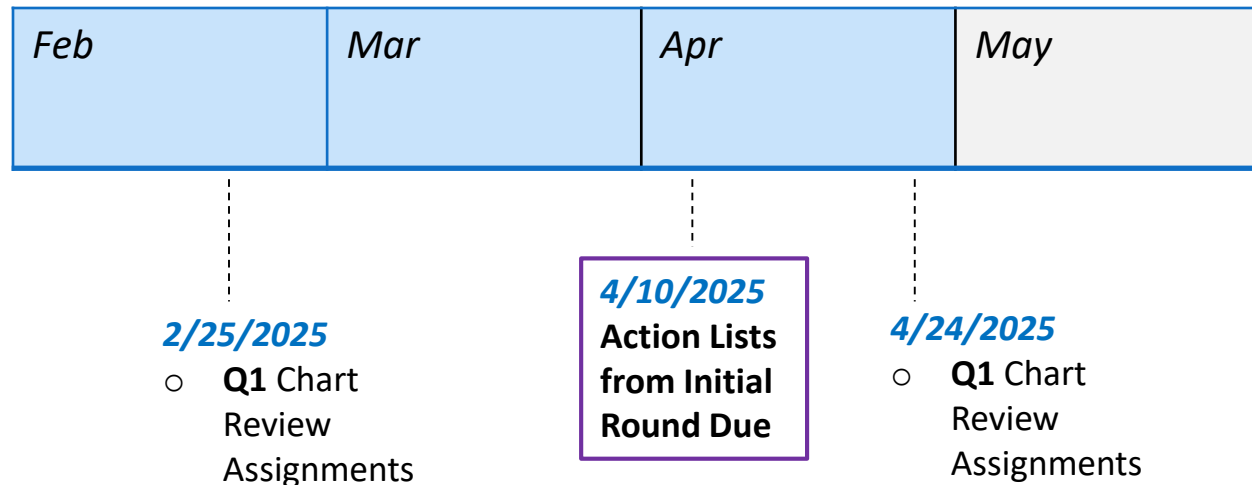 Feb
Mar
Apr
May
2/25/2025
○ Q1 Chart
Review
Assignments
4/10/2025
Action Lists
from Initial
Round Due
4/24/2025
○ Q1 Chart
Review
Assignments